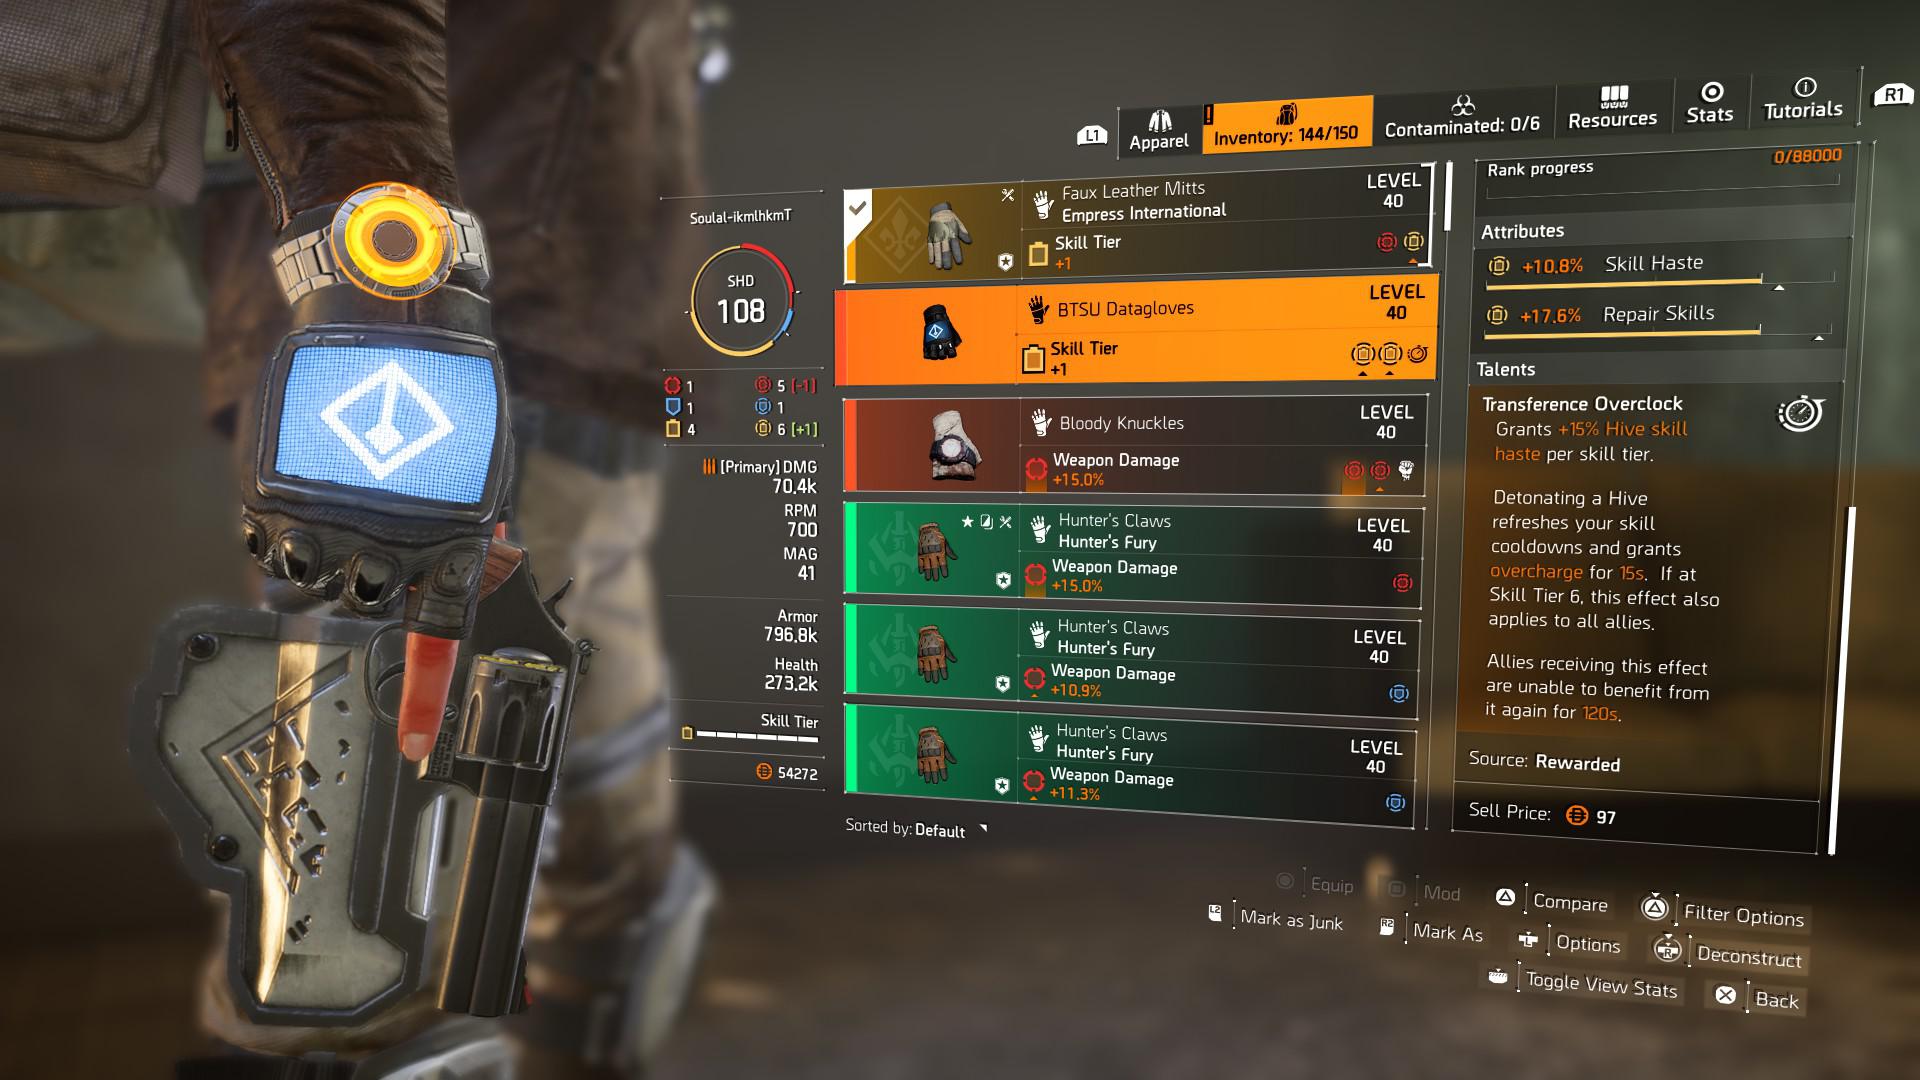 L1
Apparel
!
Inventory: 144/150
Contaminated: 0/6
Resources
Stats
Tutorials
R1
Soulal-ikmlhkmT
SHD
108
1
5 [-1]
1
1
4
6 [+1]
[Primary] DMG
70.4k
RPM
700
MAG
41
Armor
796.8k
Health
273.2k
Skill Tier
54272
Faux Leather Mitts
Empress International
LEVEL
40
Skill Tier
+1
BTSU Datagloves
LEVEL
40
Skill Tier
+1
Bloody Knuckles
LEVEL
40
Weapon Damage
+15.0%
Hunter's Claws
Hunter's Fury
LEVEL
40
Weapon Damage
+15.0%
Hunter's Claws
Hunter's Fury
LEVEL
40
Weapon Damage
+10.9%
Hunter's Claws
Hunter's Fury
LEVEL
40
Weapon Damage
+11.3%
Sorted by: Default
Rank progress
0/88000
Attributes
+10.8% Skill Haste
+17.6% Repair Skills
Talents
Transference Overclock
Grants +15% Hive skill
haste per skill tier.
Detonating a Hive
refreshes your skill
cooldowns and grants
overcharge for 15s. If at
Skill Tier 6, this effect also
applies to all allies.
Allies receiving this effect
are unable to benefit from
it again for 120s.
Source: Rewarded
Sell Price: 97
Equip
Mod
Compare
Filter Options
L2
Mark as Junk
R2
Mark As
L
Options
R
Deconstruct
Toggle View Stats
Back